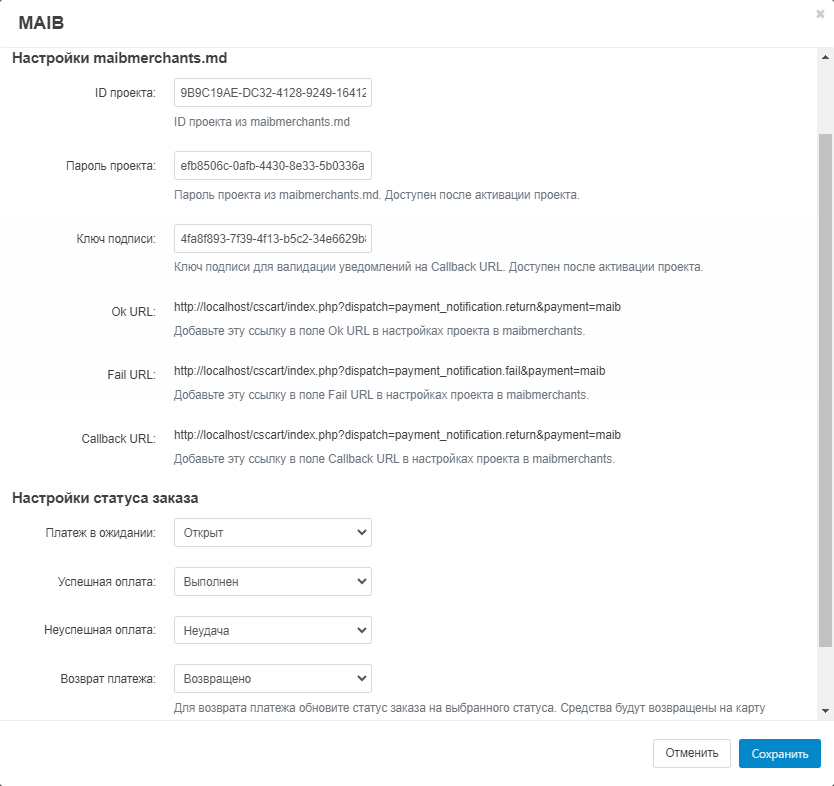 MAIB
×
Настройки maibmerchants.md
ID проекта: 9B9C19AE-DC32-4128-9249-16412
ID проекта из maibmerchants.md
Пароль проекта: efb8506c-0afb-4430-8e33-5b0336a
Пароль проекта из maibmerchants.md. Доступен после активации проекта.
Ключ подписи: 4fa8f893-7f39-4f13-b5c2-34e6629b8
Ключ подписи для валидации уведомлений на Callback URL. Доступен после активации проекта.
Ok URL: http://localhost/cscart/index.php?dispatch=payment_notification.return&payment=maib
Добавьте эту ссылку в поле Ok URL в настройках проекта в maibmerchants.
Fail URL: http://localhost/cscart/index.php?dispatch=payment_notification.fail&payment=maib
Добавьте эту ссылку в поле Fail URL в настройках проекта в maibmerchants.
Callback URL: http://localhost/cscart/index.php?dispatch=payment_notification.return&payment=maib
Добавьте эту ссылку в поле Callback URL в настройках проекта в maibmerchants.
Настройки статуса заказа
Платеж в ожидании: Открыт
Успешная оплата: Выполнен
Неуспешная оплата: Неудача
Возврат платежа: Возвращено
Для возврата платежа обновите статус заказа на выбранного статуса. Средства будут возвращены на карту
Отменить Сохранить